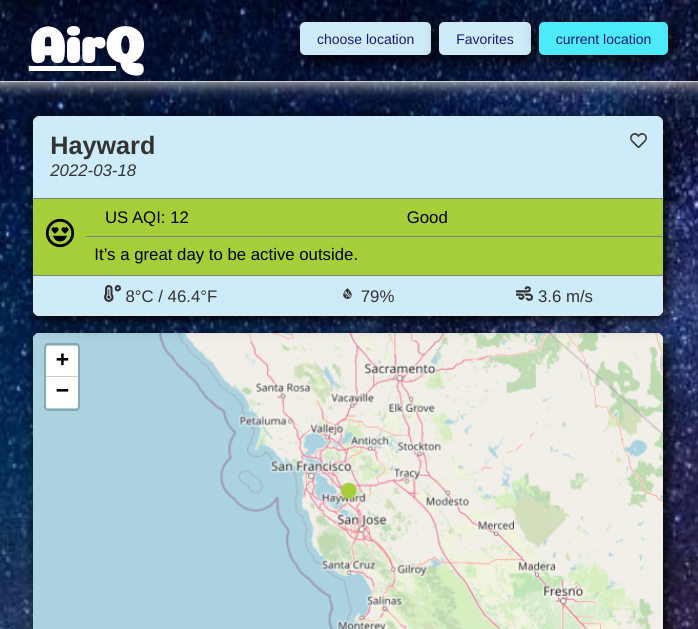 AirQ
choose location
Favorites
current location
Hayward
2022-03-18
US AQI: 12
Good
It's a great day to be active outside.
8°C / 46.4°F
79%
3.6 m/s
+
−
Sacramento
Santa Rosa
Vacaville
Elk Grove
Petaluma
Vallejo
Antioch
Stockton
San Francisco
Tracy
Hayward
Modesto
San Jose
Merced
Santa Cruz
Gilroy
Madera
Fresno
Salinas
Monterey